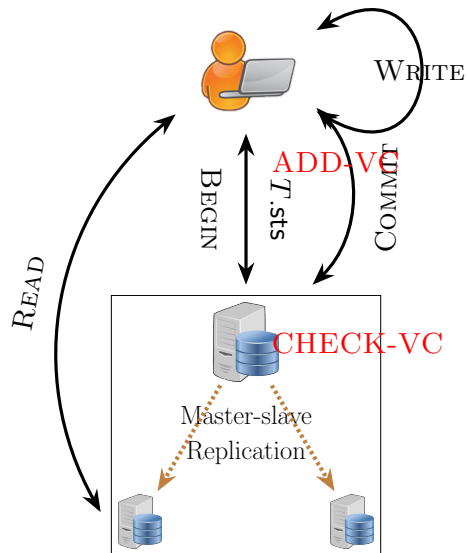 WRITE
ADD-VC
COMMIT
BEGIN
T.sts
READ
CHECK-VC
Master-slave
Replication